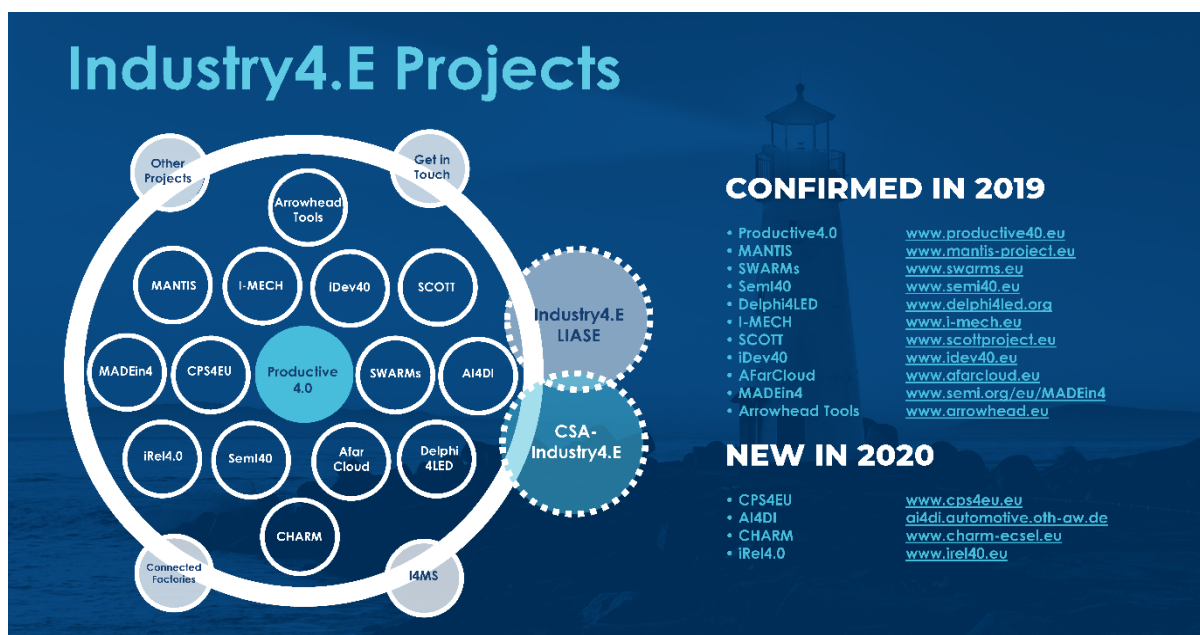 Industry4.E Projects
Other
Projects
Get in
Touch
Arrowhead
Tools
MANTIS
I-MECH
iDev40
SCOTT
Industry4.E
LIASE
MADEin4
CPS4EU
Productive
4.0
SWARMs
AI4DI
CSA-
Industry4.E
iRel4.0
SemI40
Afar
Cloud
Delphi
4LED
CHARM
Connected
Factories
I4MS
CONFIRMED IN 2019
• Productive4.0 www.productive40.eu
• MANTIS www.mantis-project.eu
• SWARMs www.swarms.eu
• SemI40 www.semi40.eu
• Delphi4LED www.delphi4led.org
• I-MECH www.i-mech.eu
• SCOTT www.scottproject.eu
• iDev40 www.idev40.eu
• AFarCloud www.afarcloud.eu
• MADEin4 www.semi.org/eu/MADEin4
• Arrowhead Tools www.arrowhead.eu
NEW IN 2020
• CPS4EU www.cps4eu.eu
• AI4DI ai4di.automotive.oth-aw.de
• CHARM www.charm-ecsel.eu
• iRel4.0 www.irel40.eu